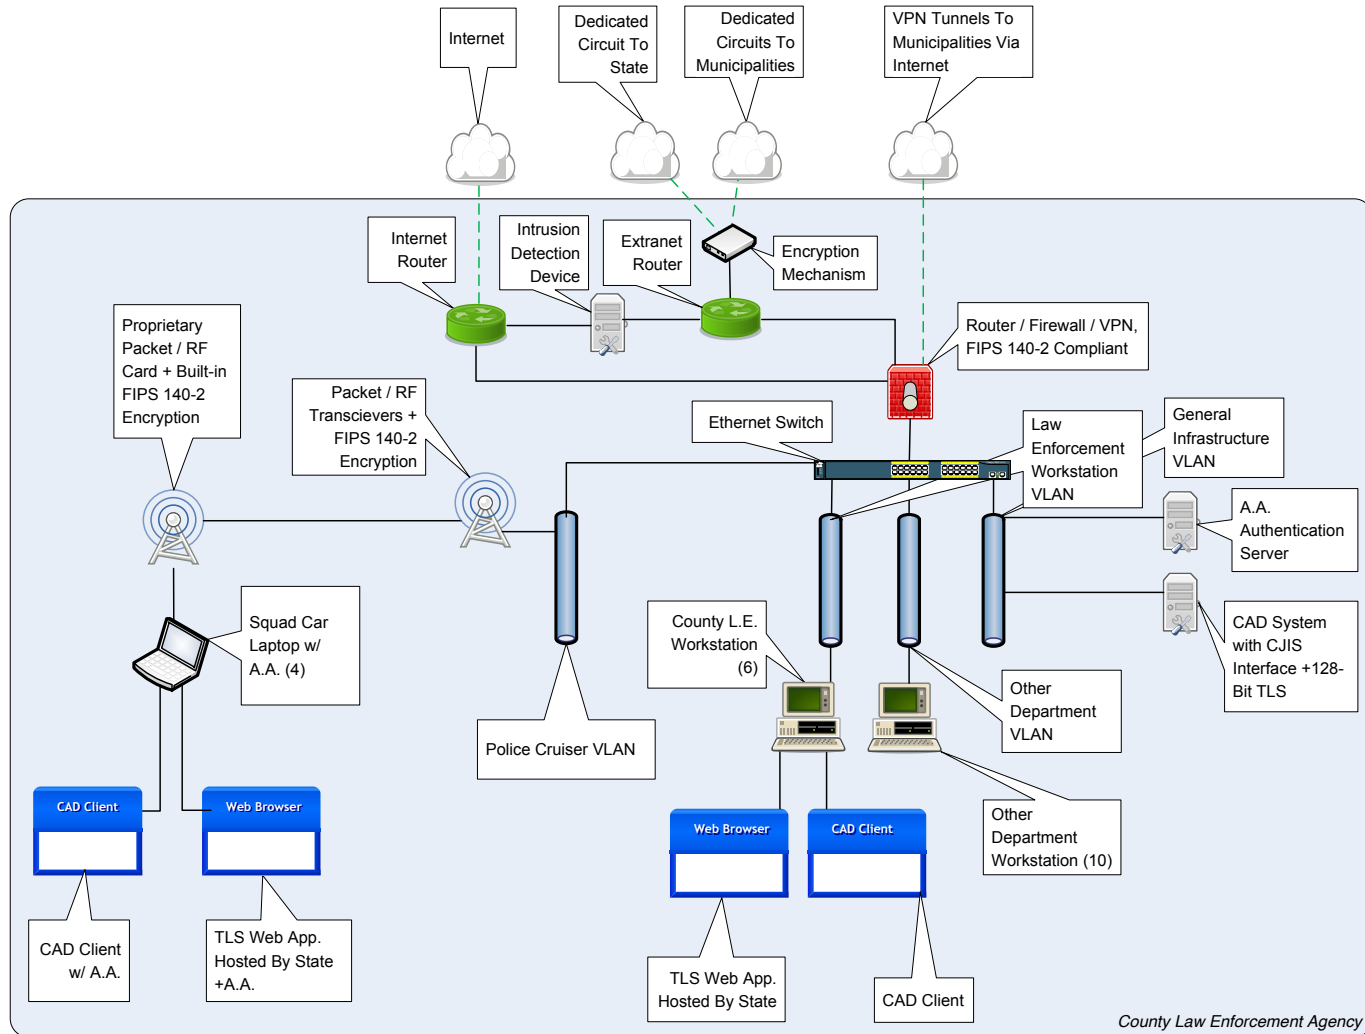 Internet
Dedicated
Circuit To
State
Dedicated
Circuits To
Municipalities
VPN Tunnels To
Municipalities Via
Internet
Internet
Router
Intrusion
Detection
Device
Extranet
Router
Encryption
Mechanism
Proprietary
Packet / RF
Card + Built-in
FIPS 140-2
Encryption
Packet / RF
Transcievers +
FIPS 140-2
Encryption
Router / Firewall / VPN,
FIPS 140-2 Compliant
Ethernet Switch
Law
Enforcement
Workstation
VLAN
General
Infrastructure
VLAN
A.A.
Authentication
Server
Squad Car
Laptop w/
A.A. (4)
County L.E.
Workstation
(6)
CAD System
with CJIS
Interface +128-
Bit TLS
Police Cruiser VLAN
Other
Department
VLAN
CAD Client
Web Browser
Web Browser
CAD Client
Other
Department
Workstation (10)
CAD Client
w/ A.A.
TLS Web App.
Hosted By State
+A.A.
TLS Web App.
Hosted By State
CAD Client
County Law Enforcement Agency